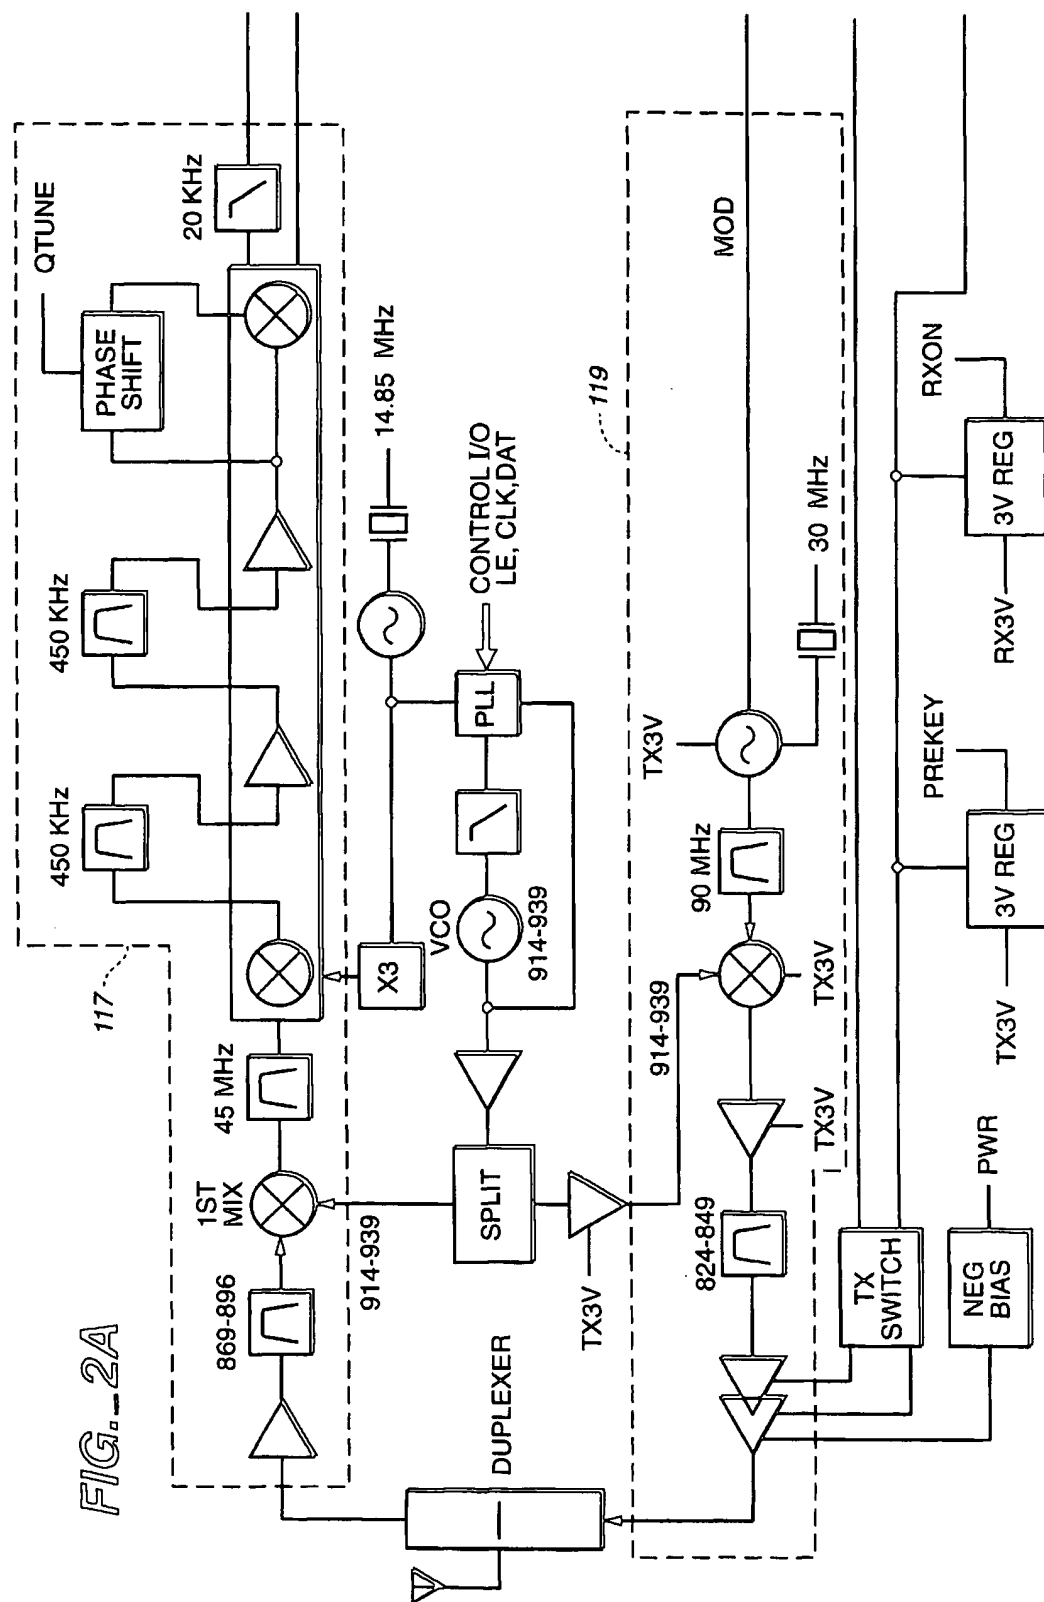 FIG._2A
117
869-896
1ST
MIX
45 MHz
450 KHz
450 KHz
PHASE
SHIFT
QTUNE
20 KHz
914-939
X3
14.85 MHz
DUPLEXER
SPLIT
VCO
914-939
PLL
CONTROL I/O
LE, CLK,DAT
TX3V
119
914-939
824-849
TX3V
TX3V
90 MHz
TX3V
30 MHz
MOD
TX
SWITCH
NEG
BIAS
PWR
TX3V
3V REG
PREKEY
RX3V
3V REG
RXON